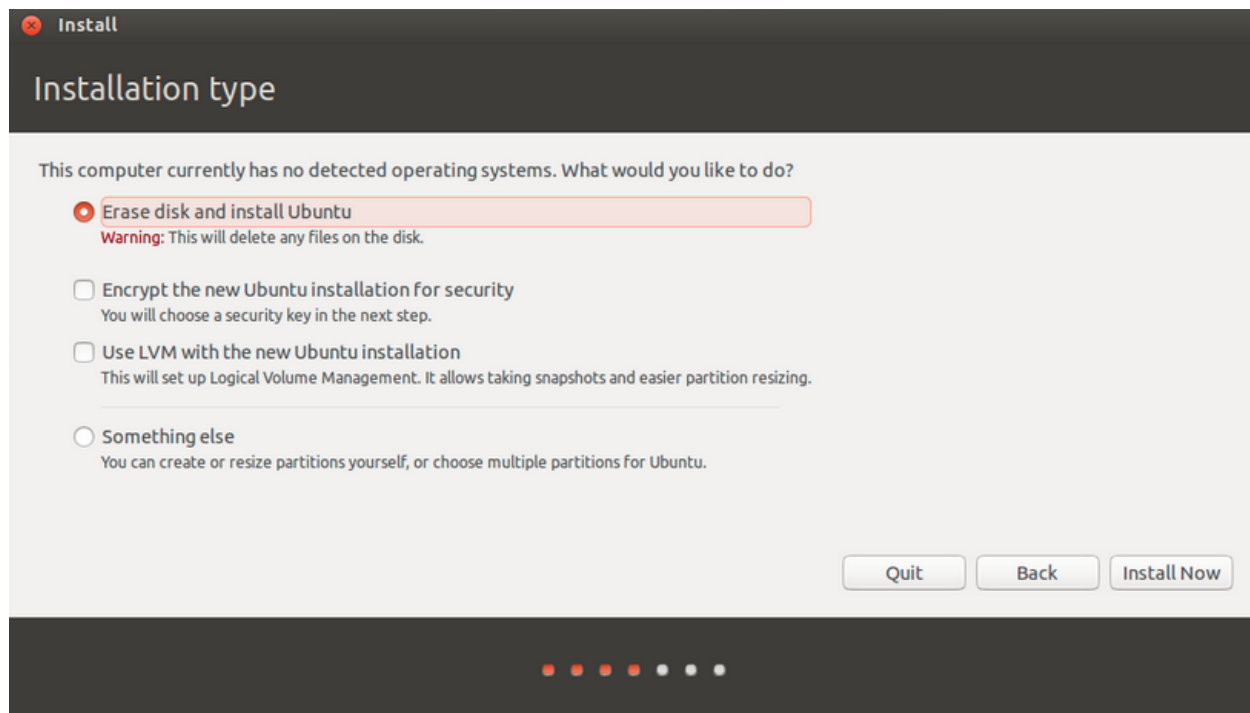 Install
Installation type
This computer currently has no detected operating systems. What would you like to do?
Erase disk and install Ubuntu
Warning: This will delete any files on the disk.
Encrypt the new Ubuntu installation for security
You will choose a security key in the next step.
Use LVM with the new Ubuntu installation
This will set up Logical Volume Management. It allows taking snapshots and easier partition resizing.
Something else
You can create or resize partitions yourself, or choose multiple partitions for Ubuntu.
Quit Back Install Now